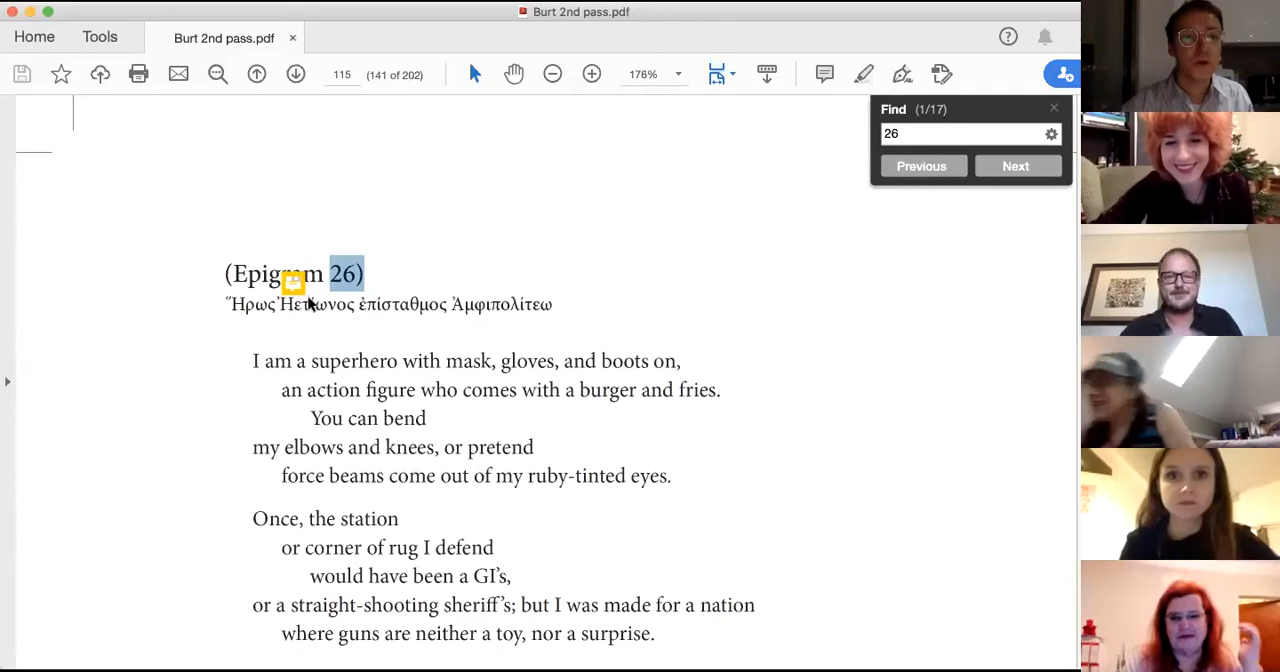 Burt 2nd pass.pdf
Home
Tools
Burt 2nd pass.pdf ×
115
(141 of 202)
176%
Find (1/17)
26
Previous
Next
(Epigram 26)
Ἥρως Ἠετίωνος ἐπίσταθμος Ἀμφιπολίτεω
I am a superhero with mask, gloves, and boots on,
an action figure who comes with a burger and fries.
You can bend
my elbows and knees, or pretend
force beams come out of my ruby-tinted eyes.
Once, the station
or corner of rug I defend
would have been a GI’s,
or a straight-shooting sheriff’s; but I was made for a nation
where guns are neither a toy, nor a surprise.